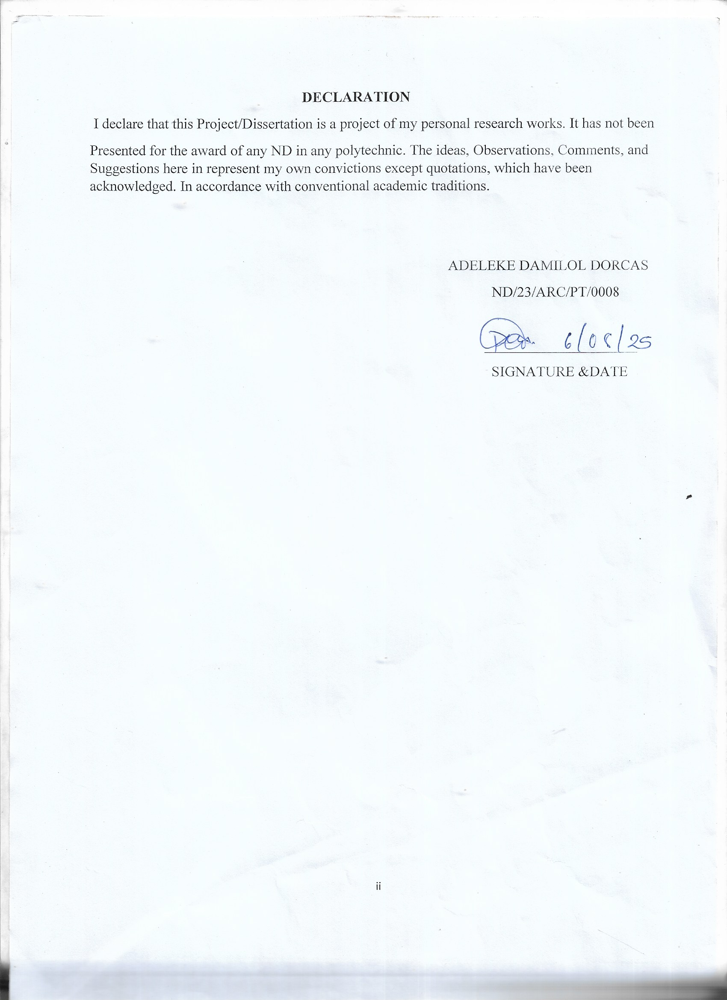 DECLARATION
I declare that this Project/Dissertation is a project of my personal research works. It has not been
Presented for the award of any ND in any polytechnic. The ideas, Observations, Comments, and
Suggestions here in represent my own convictions except quotations, which have been
acknowledged. In accordance with conventional academic traditions.
ADELEKE DAMILOL DORCAS
ND/23/ARC/PT/0008
6/08/25
SIGNATURE &DATE
ii